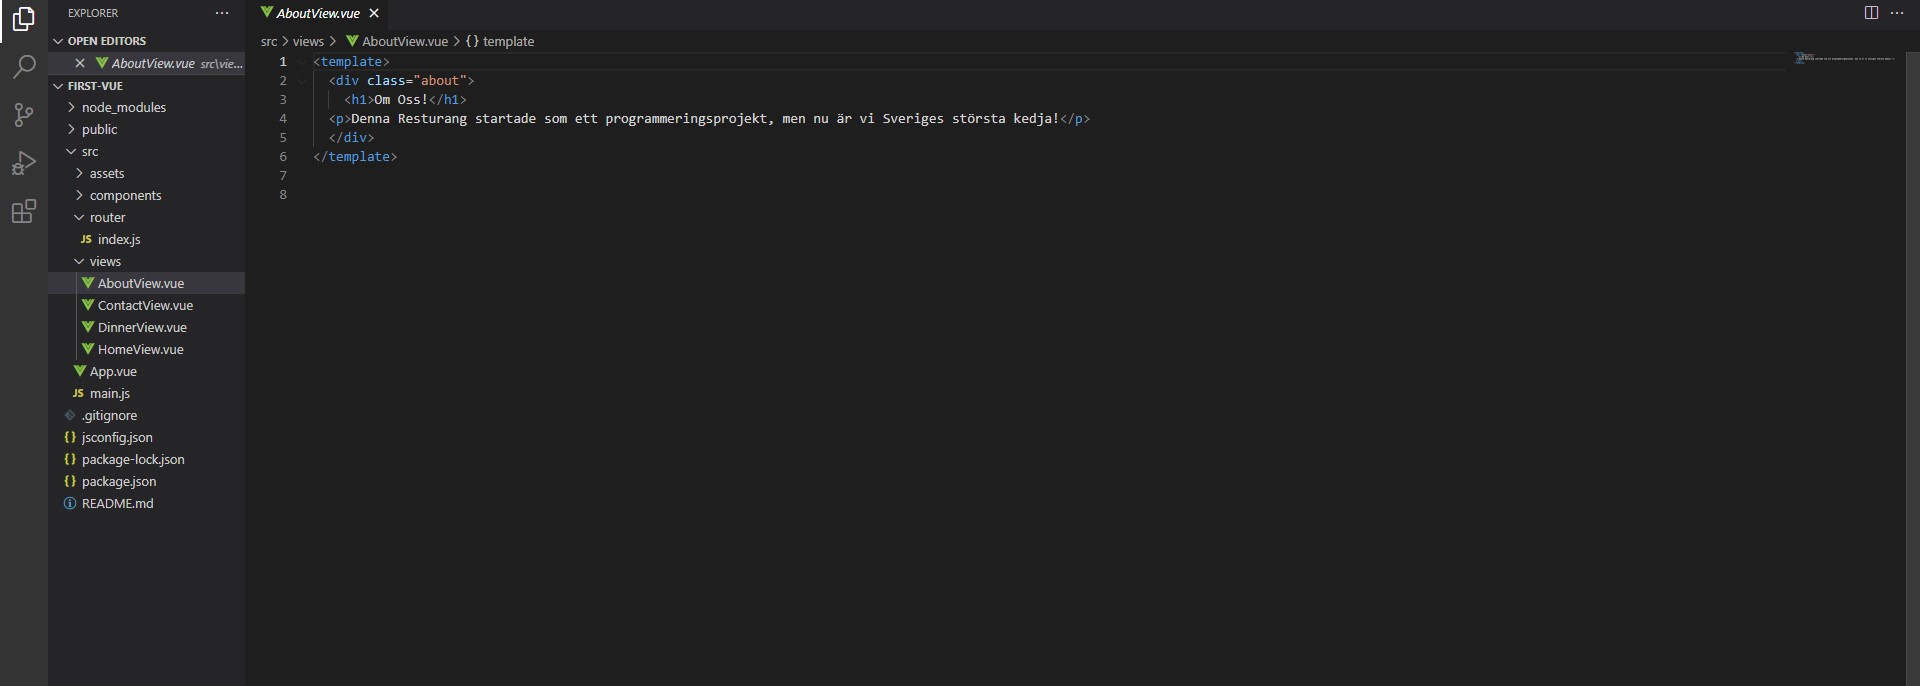 EXPLORER
OPEN EDITORS
AboutView.vue src\vie...
FIRST-VUE
node_modules
public
src
assets
components
router
JS index.js
views
AboutView.vue
ContactView.vue
DinnerView.vue
HomeView.vue
App.vue
JS main.js
.gitignore
{} jsconfig.json
{} package-lock.json
{} package.json
README.md
AboutView.vue
src > views > AboutView.vue > {} template
1 <template>
2 <div class="about">
3 <h1>Om Oss!</h1>
4 <p>Denna Resturang startade som ett programmeringsprojekt, men nu är vi Sveriges största kedja!</p>
5 </div>
6 </template>
7
8